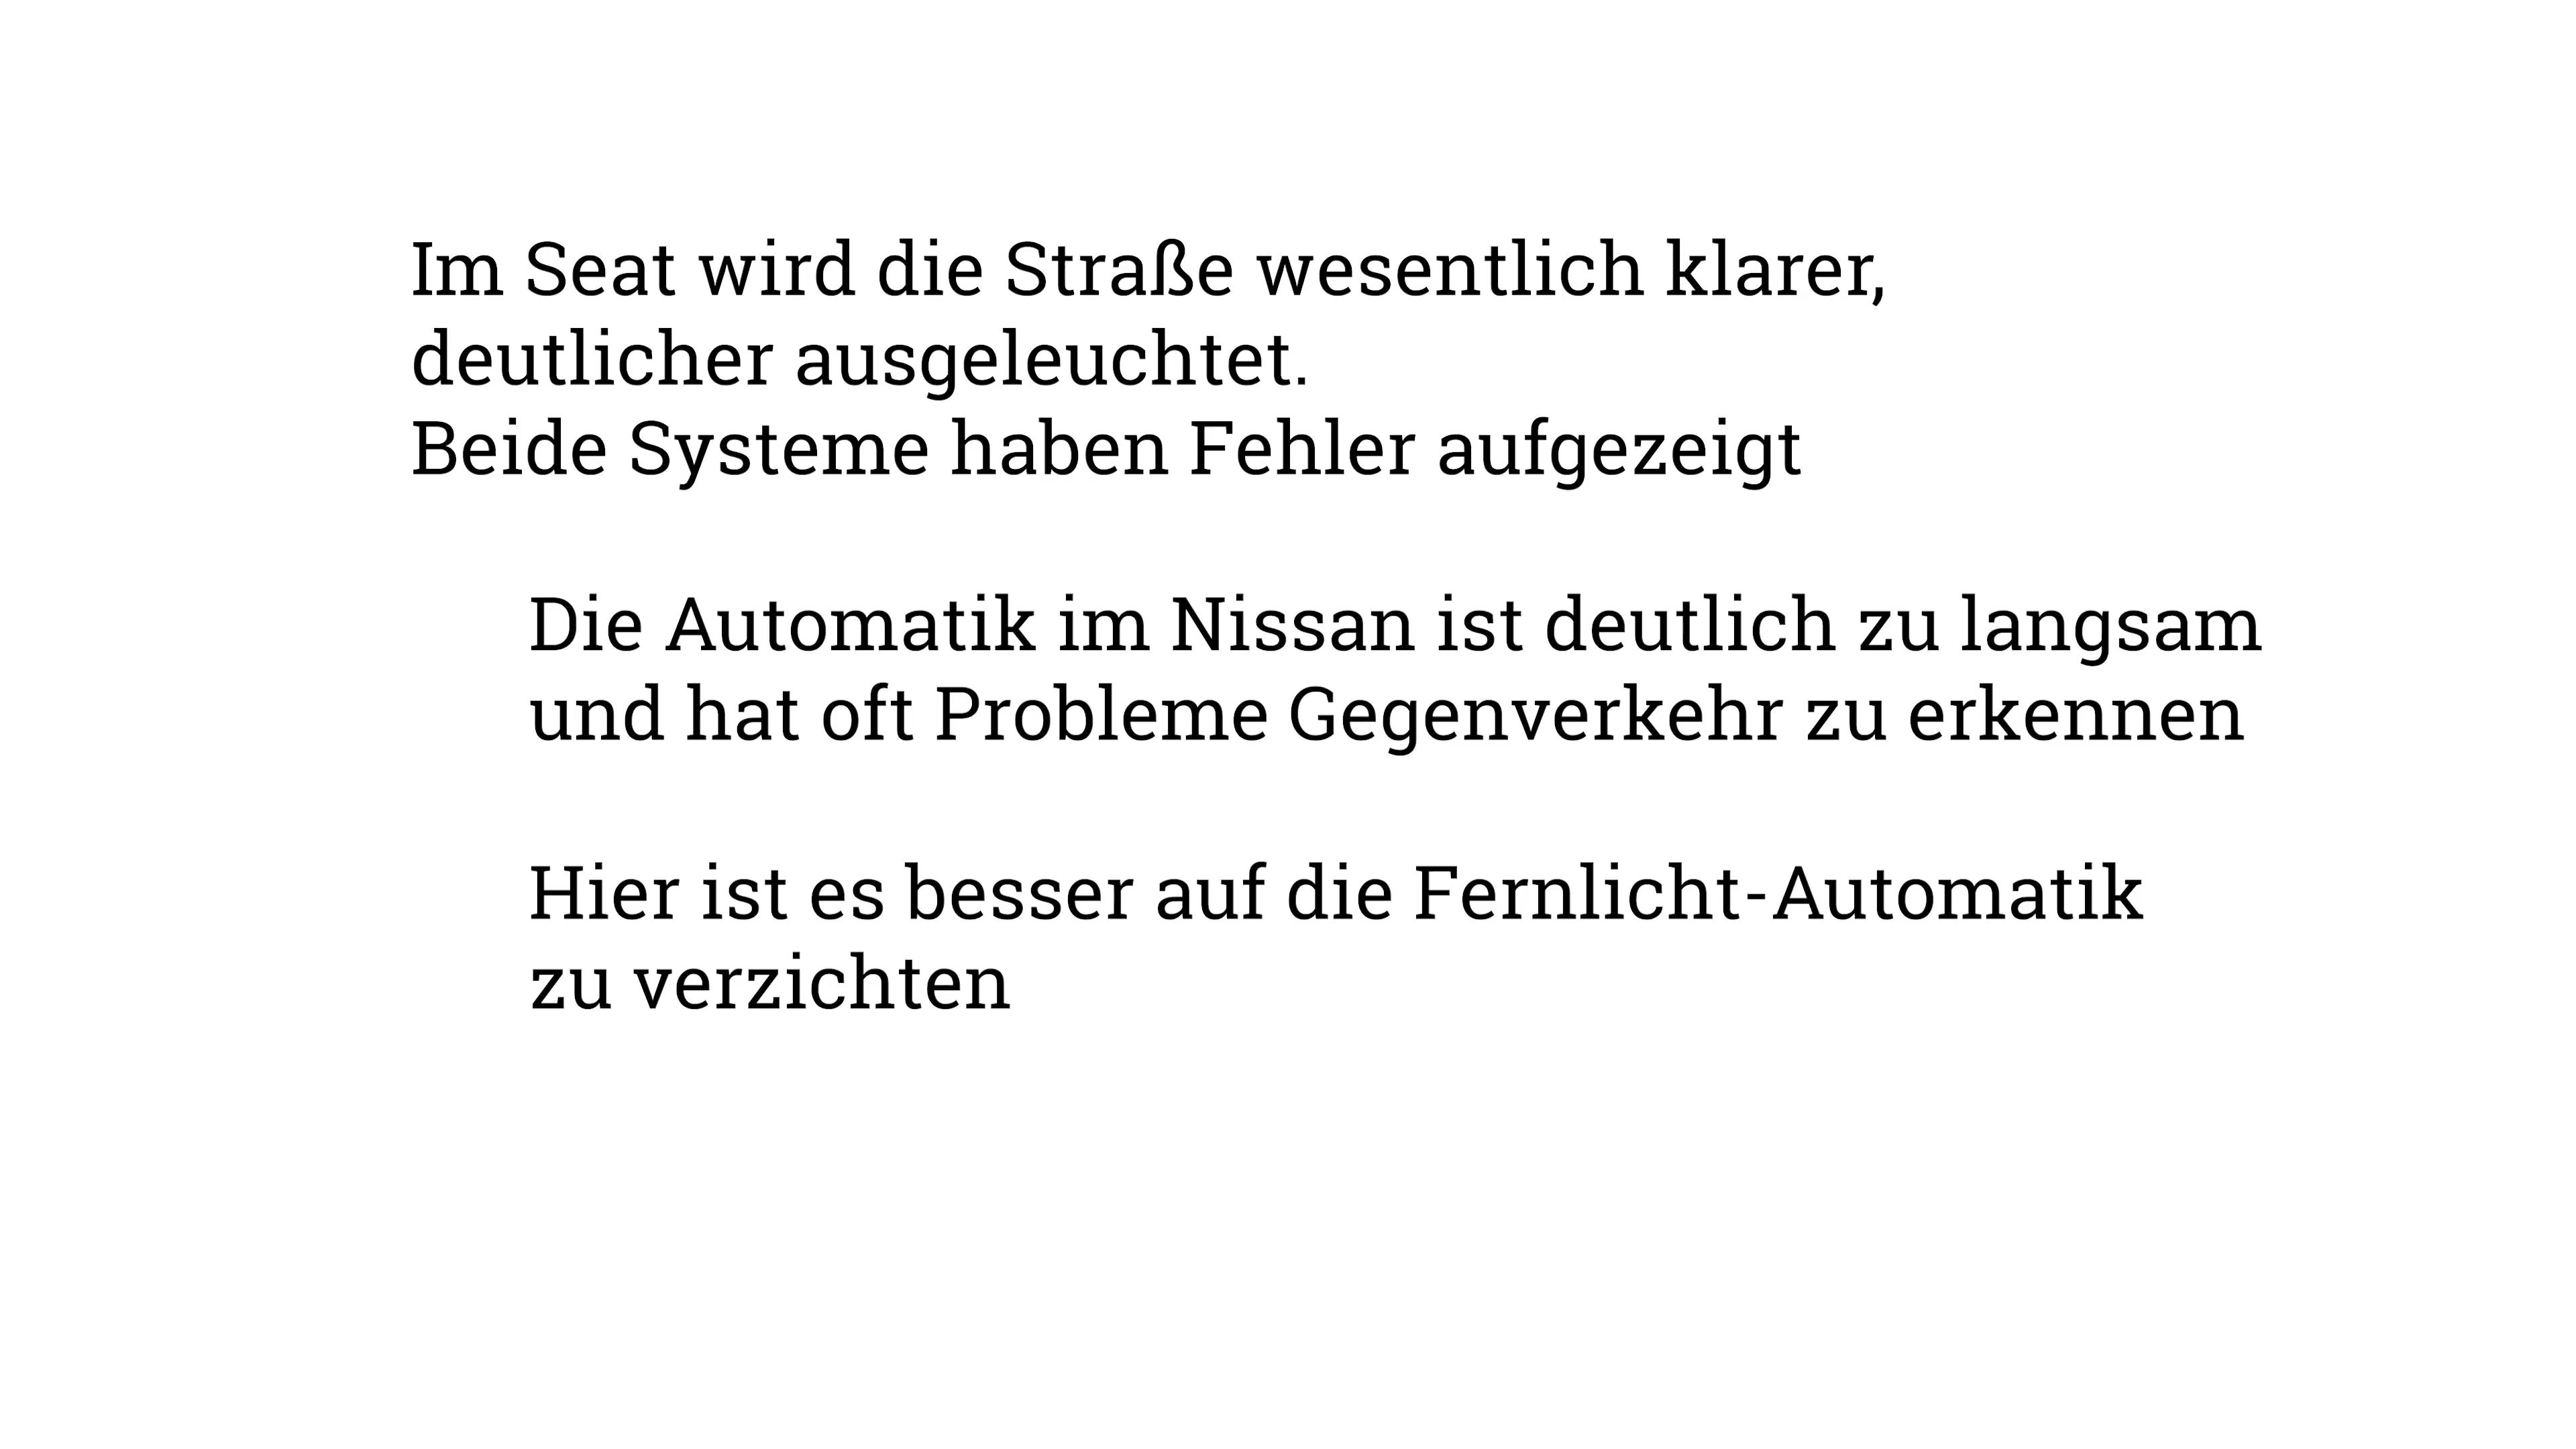 Im Seat wird die Straße wesentlich klarer,
deutlicher ausgeleuchtet.
Beide Systeme haben Fehler aufgezeigt
Die Automatik im Nissan ist deutlich zu langsam
und hat oft Probleme Gegenverkehr zu erkennen
Hier ist es besser auf die Fernlicht-Automatik
zu verzichten